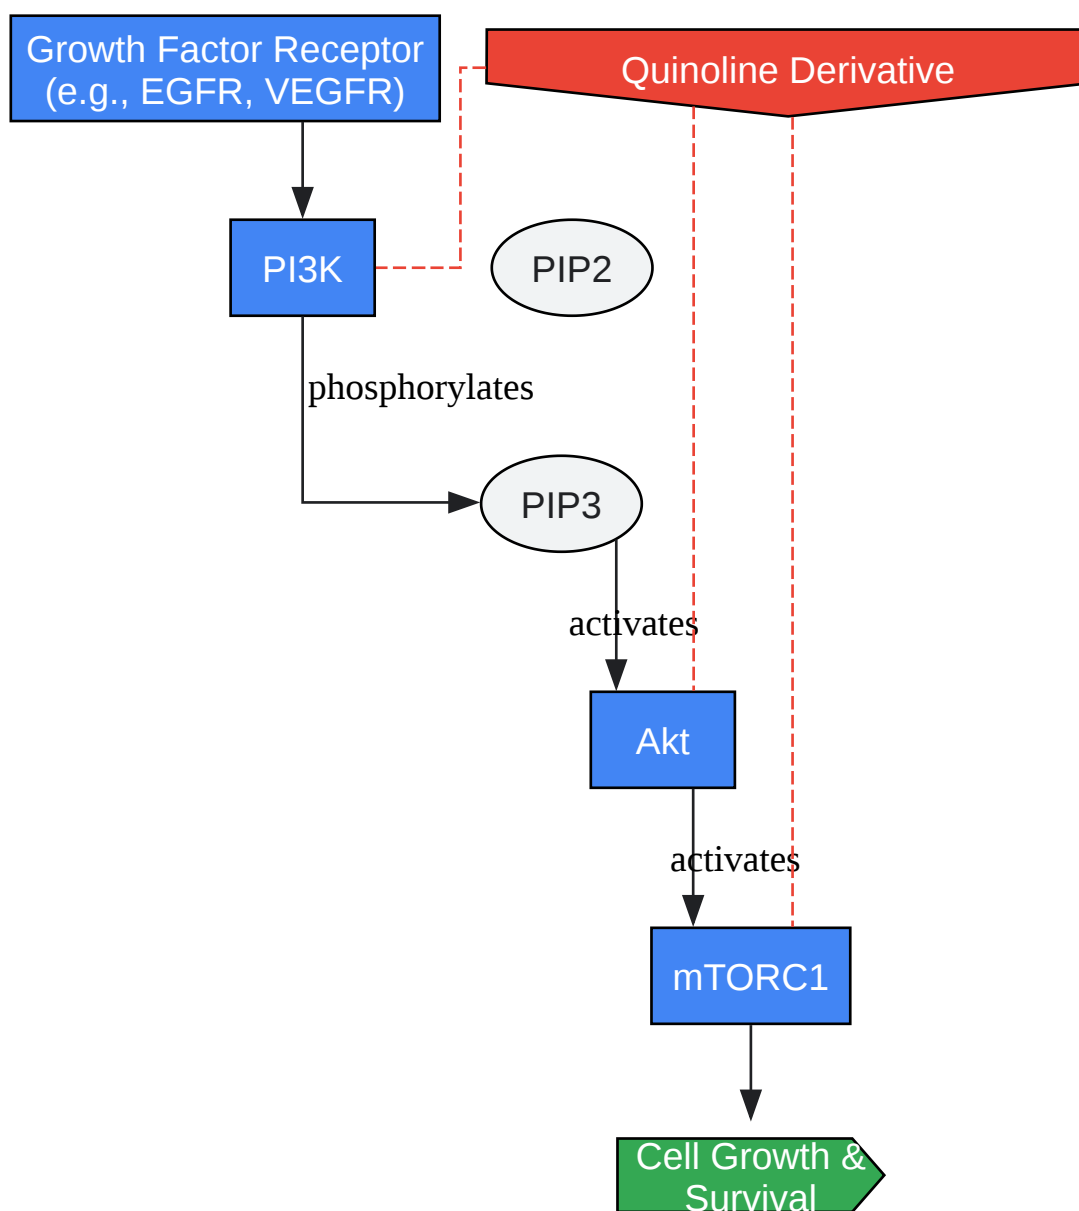 Growth Factor Receptor
(e.g., EGFR, VEGFR)
Quinoline Derivative
PI3K
PIP2
phosphorylates
PIP3
activates
Akt
activates
mTORC1
Cell Growth &
Survival